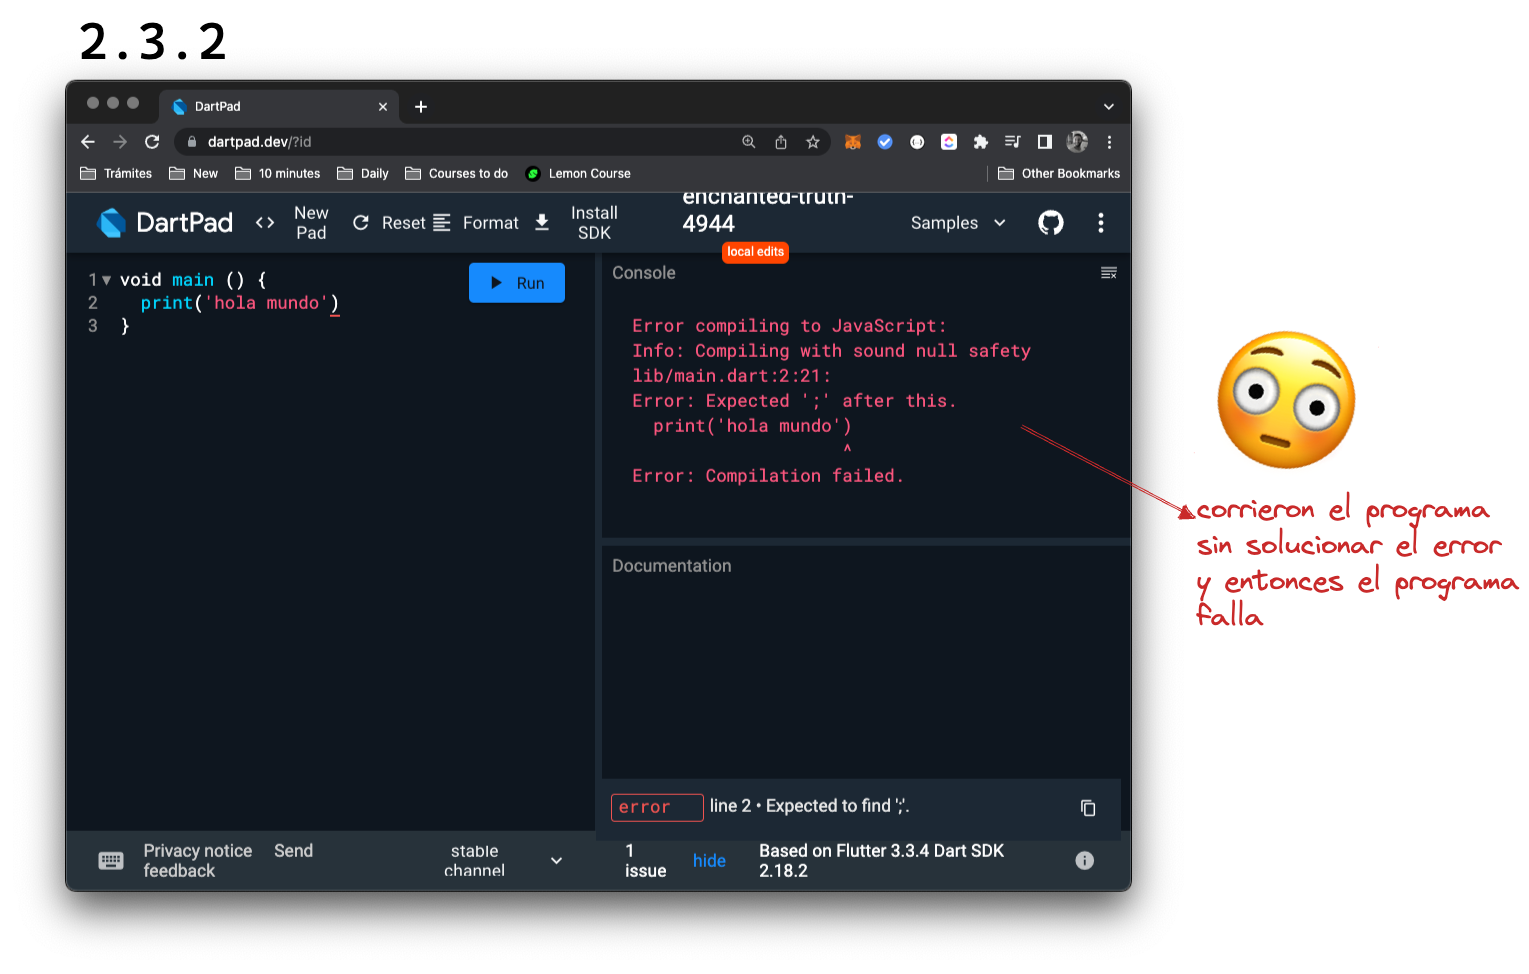 2.3.2
DartPad
dartpad.dev/?id
Trámites New 10 minutes Daily Courses to do Lemon Course Other Bookmarks
DartPad <> New Pad Reset Format Install SDK
enchanted-truth-4944
local edits
Samples
1 void main () {
2 print('hola mundo')
3 }
Run
Console
Error compiling to JavaScript:
Info: Compiling with sound null safety
lib/main.dart:2:21:
Error: Expected ';' after this.
print('hola mundo')
^
Error: Compilation failed.
corrieron el programa
sin solucionar el error
y entonces el programa
falla
Documentation
error line 2 • Expected to find ';'.
Privacy notice Send feedback
stable channel
1 issue
hide
Based on Flutter 3.3.4 Dart SDK 2.18.2